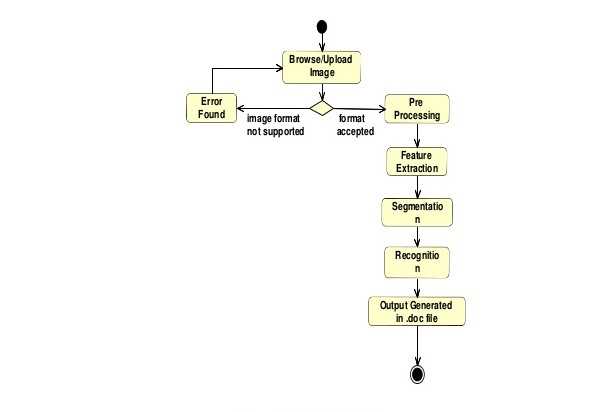 Browse/Upload
Image
Error
Found
image format
not supported
format
accepted
Pre
Processing
Feature
Extraction
Segmentatio
n
Recognitio
n
Output Generated
in .doc file